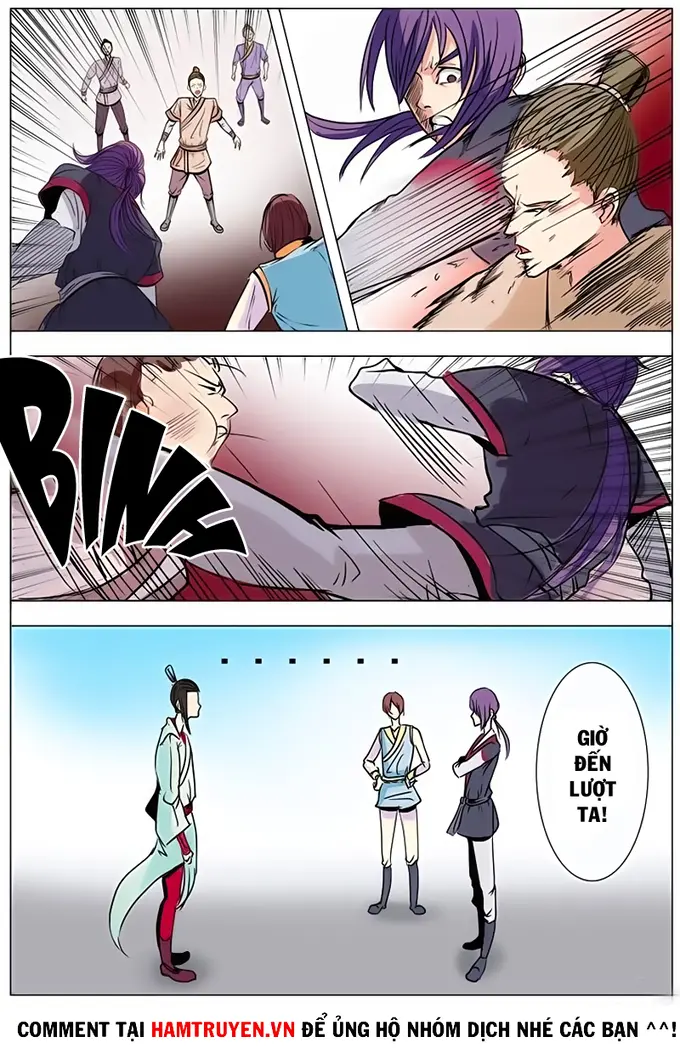 BINH
......
GIỜ
ĐẾN
LƯỢT
TA!
COMMENT TẠI HAMTRUYEN.VN ĐỂ ỦNG HỘ NHÓM DỊCH NHÉ CÁC BẠN ^^!